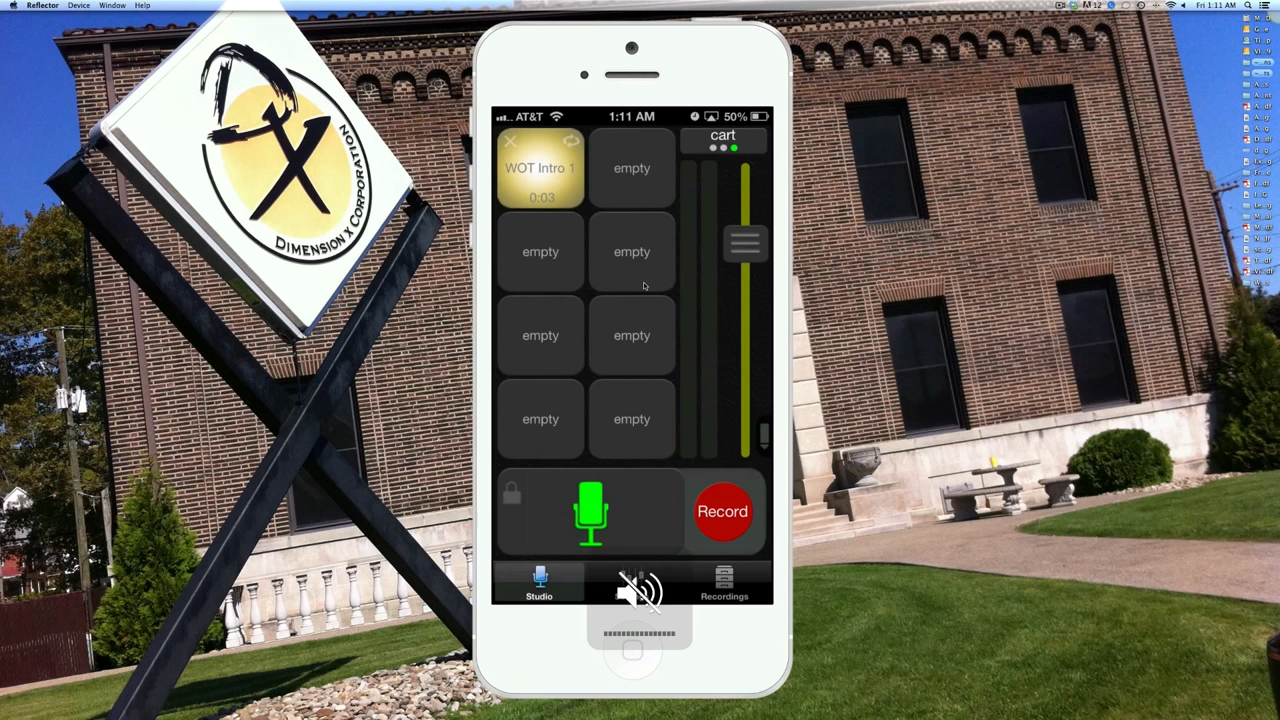 Reflector Device Window Help
12 Fri 1:11 AM
DIMENSION X CORPORATION
AT&T 1:11 AM 50%
cart
WOT Intro 1
0:03
empty
empty empty
empty empty
empty empty
Record
Studio
Recordings